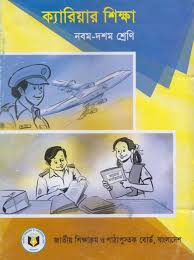 ক্যারিয়ার শিক্ষা
নবম-দশম শ্রেণি
জাতীয় শিক্ষাক্রম ও পাঠ্যপুস্তক বোর্ড, বাংলাদেশ